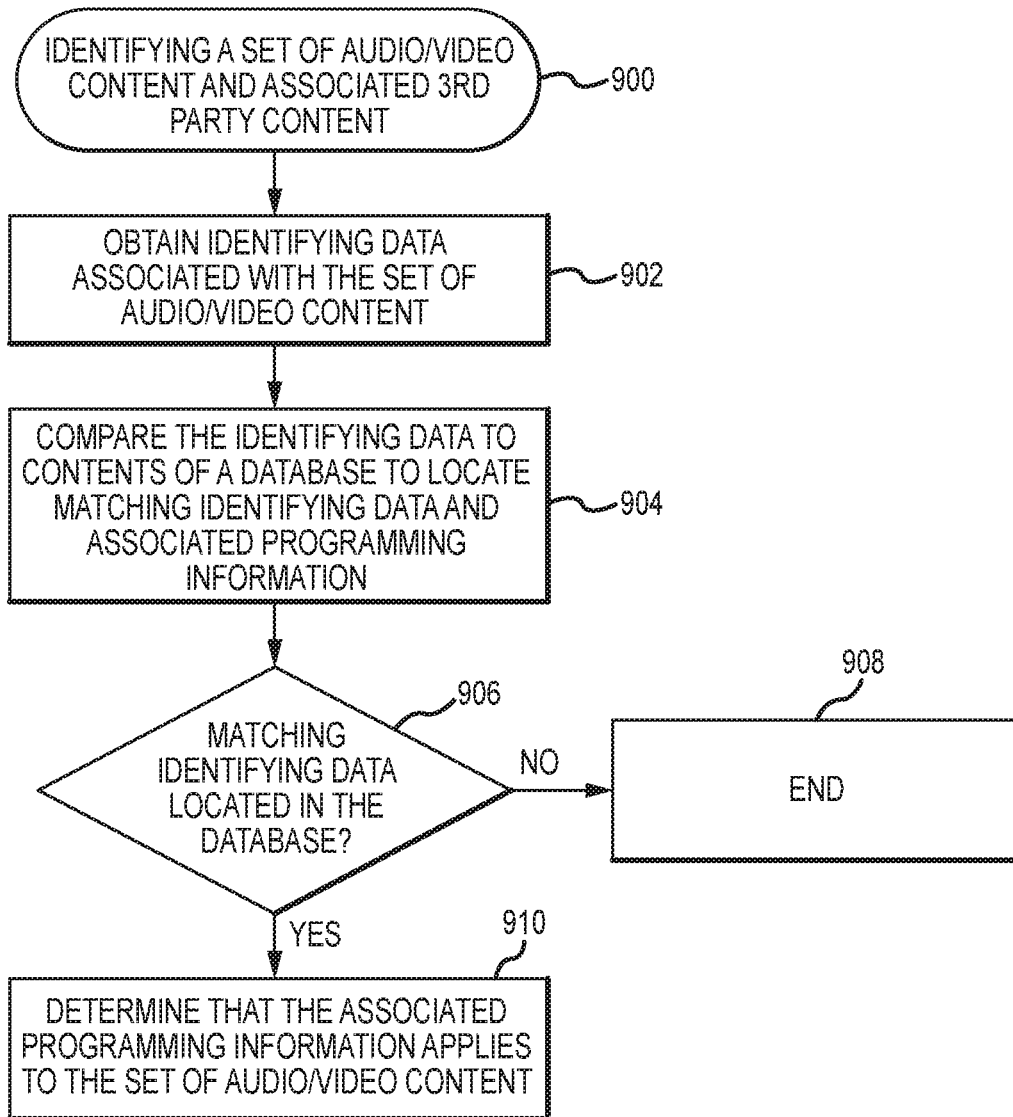 IDENTIFYING A SET OF AUDIO/VIDEO
CONTENT AND ASSOCIATED 3RD
PARTY CONTENT
900
OBTAIN IDENTIFYING DATA
ASSOCIATED WITH THE SET OF
AUDIO/VIDEO CONTENT
902
COMPARE THE IDENTIFYING DATA TO
CONTENTS OF A DATABASE TO LOCATE
MATCHING IDENTIFYING DATA AND
ASSOCIATED PROGRAMMING
INFORMATION
904
906
MATCHING
IDENTIFYING DATA
LOCATED IN THE
DATABASE?
NO
908
END
YES
910
DETERMINE THAT THE ASSOCIATED
PROGRAMMING INFORMATION APPLIES
TO THE SET OF AUDIO/VIDEO CONTENT